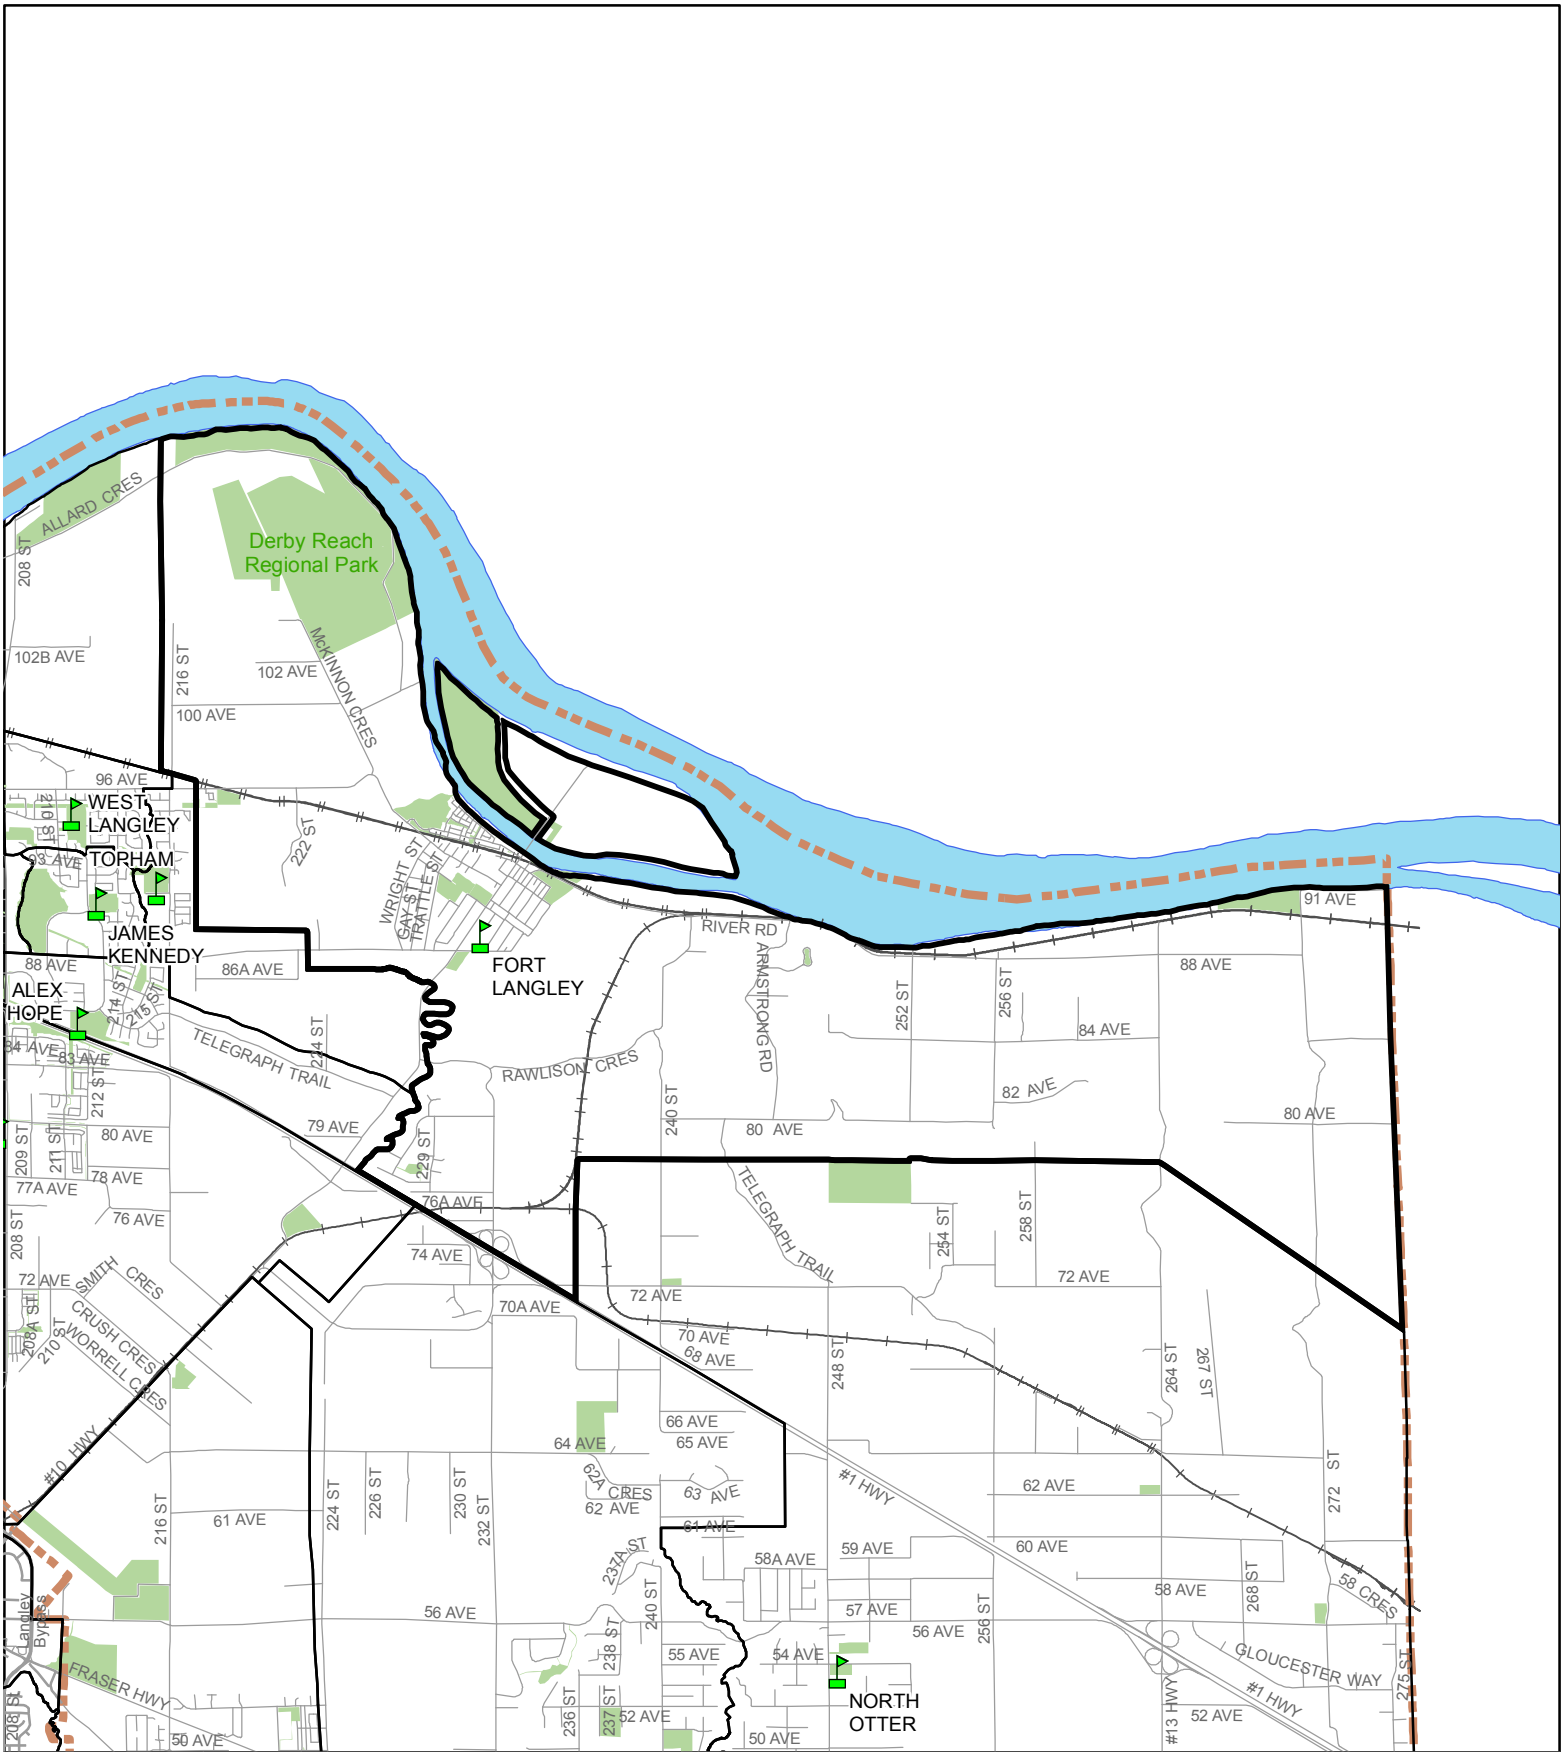 ALLARD CRES
208 ST
Derby Reach
Regional Park
102B AVE
216 ST
102 AVE
McKINNON CRES
100 AVE
96 AVE
210 ST
WEST
LANGLEY
93 AVE
TOPHAM
222 ST
WRIGHT ST
GAY ST
TRATTLE ST
JAMES
KENNEDY
88 AVE
86A AVE
ALEX
HOPE
214 ST
215 ST
FORT
LANGLEY
RIVER RD
ARMSTRONG RD
91 AVE
88 AVE
252 ST
256 ST
84 AVE
84 AVE
83 AVE
TELEGRAPH TRAIL
224 ST
RAWLISON CRES
82 AVE
212 ST
240 ST
80 AVE
80 AVE
79 AVE
80 AVE
209 ST
211 ST
78 AVE
77A AVE
229 ST
76A AVE
76 AVE
208 ST
TELEGRAPH TRAIL
254 ST
258 ST
74 AVE
72 AVE
SMITH CRES
72 AVE
72 AVE
70A AVE
208A ST
210 ST
CRUSH CRES
WORRELL CRES
70 AVE
68 AVE
248 ST
264 ST
267 ST
66 AVE
65 AVE
64 AVE
#10 HWY
62A CRES
63 AVE
62 AVE
#1 HWY
62 AVE
272 ST
216 ST
61 AVE
224 ST
226 ST
230 ST
232 ST
61 AVE
237A ST
58A AVE
59 AVE
60 AVE
58 AVE
268 ST
58 CRES
Langley
Bypass
56 AVE
240 ST
57 AVE
56 AVE
256 ST
238 ST
55 AVE
54 AVE
GLOUCESTER WAY
275 ST
FRASER HWY
NORTH
OTTER
#1 HWY
#13 HWY
52 AVE
208 St
236 ST
237 ST
52 AVE
50 AVE
50 AVE